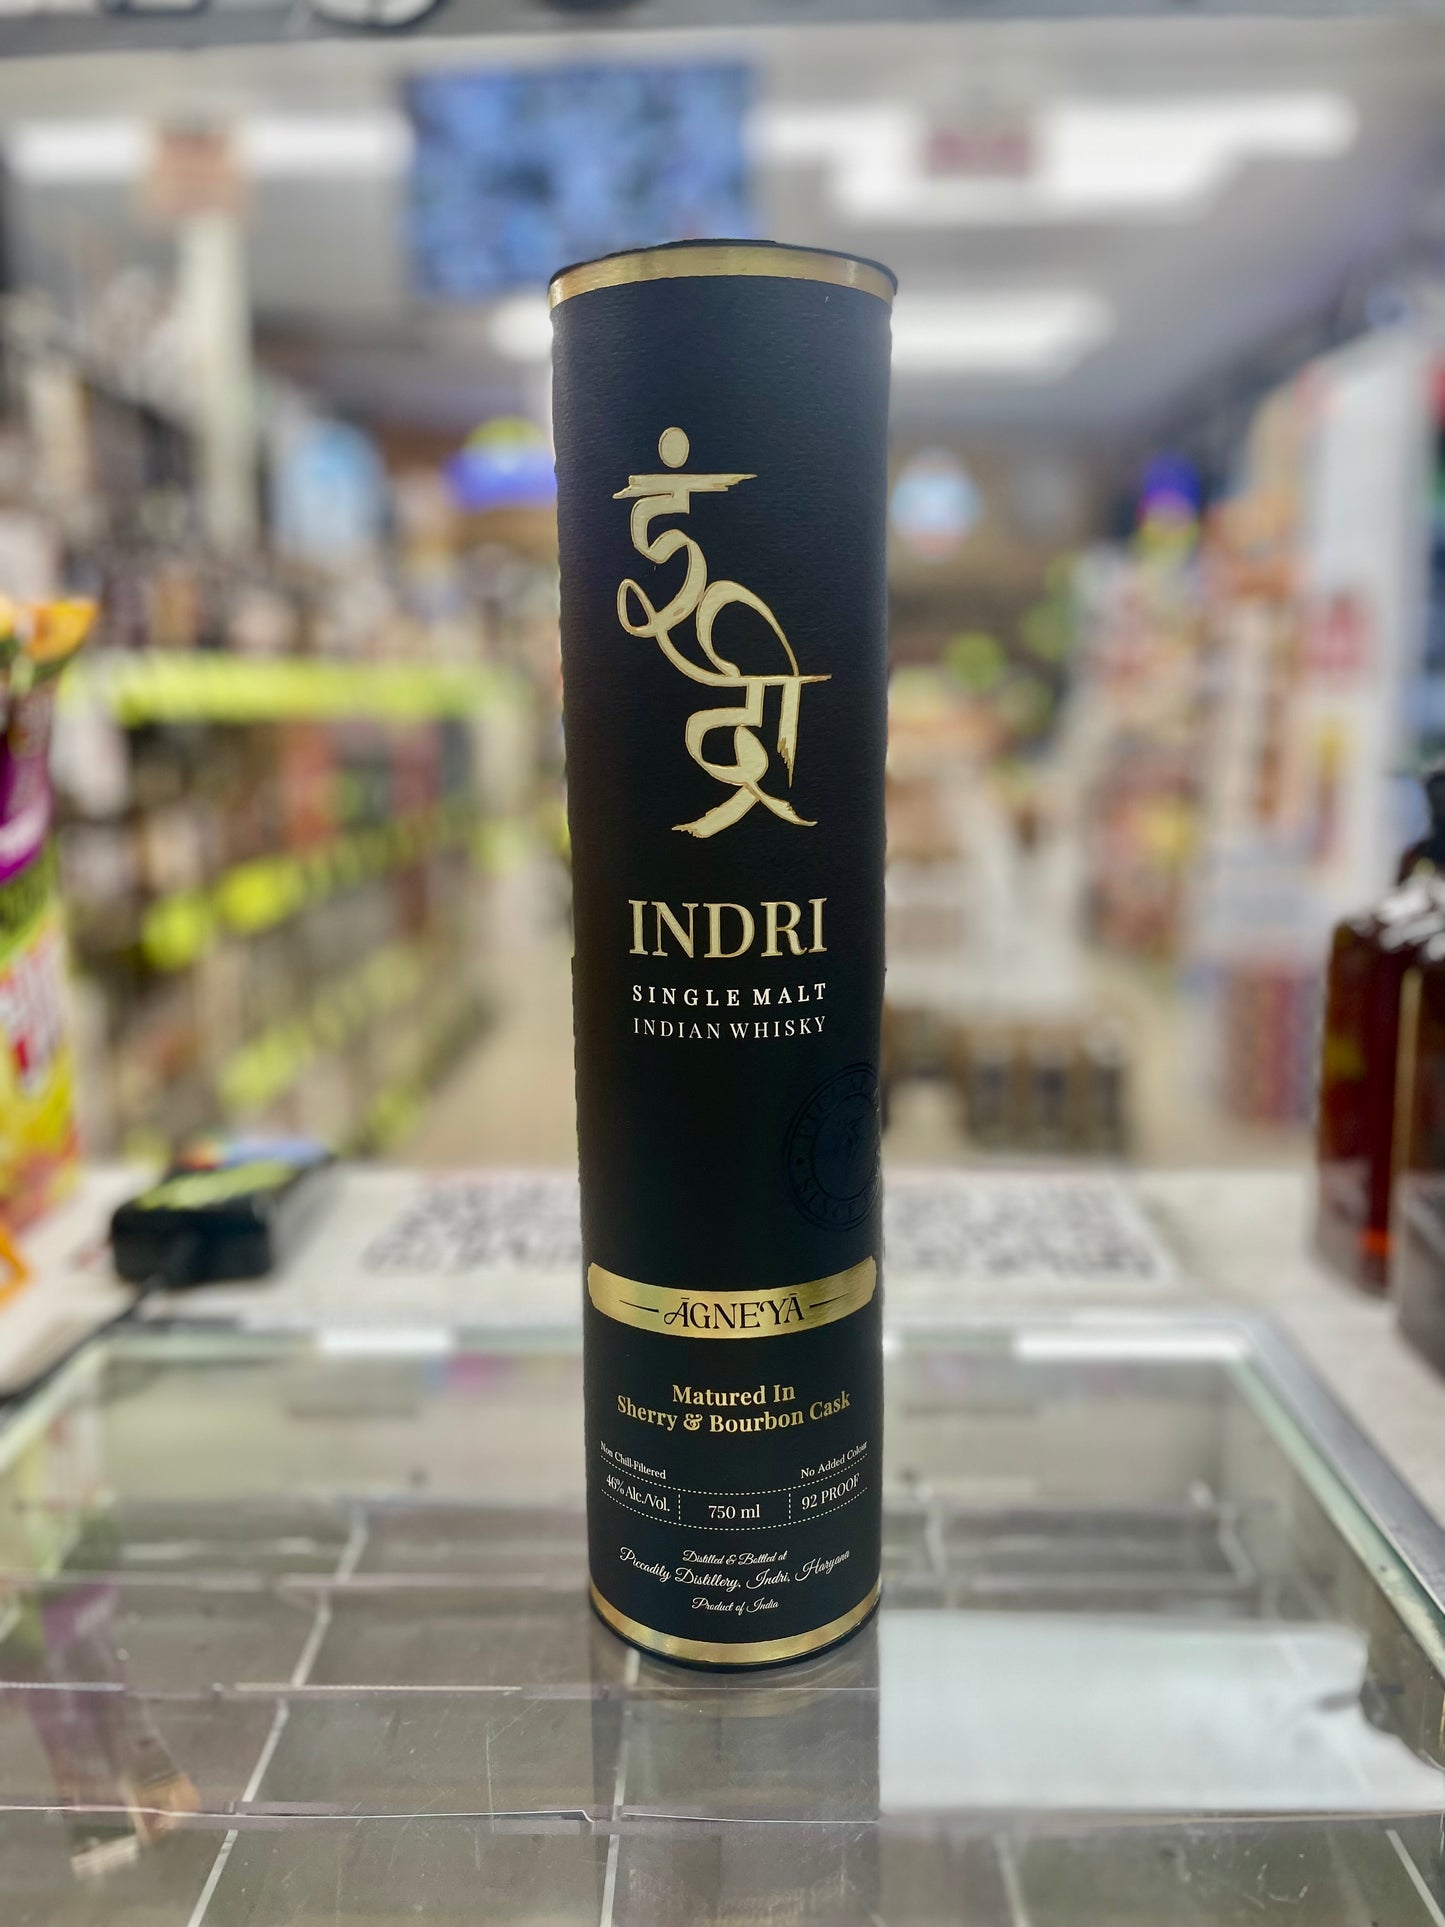 इंद्री
INDRI
SINGLE MALT
INDIAN WHISKY
ĀGNEYĀ
Matured In
Sherry & Bourbon Cask
Non Chill-Filtered
No Added Colour
46% Alc./Vol.
750 ml
92 PROOF
Distilled & Bottled at
Piccadily Distillery, Indri, Haryana
Product of India